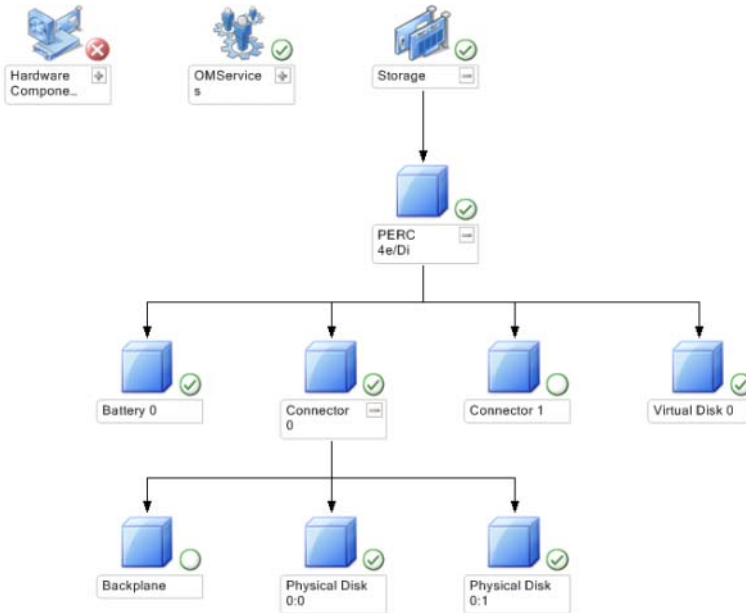 Hardware
Compone...
OMService
s
Storage
PERC
4e/Di
Battery 0
Connector
0
Connector 1
Virtual Disk 0
Backplane
Physical Disk
0:0
Physical Disk
0:1